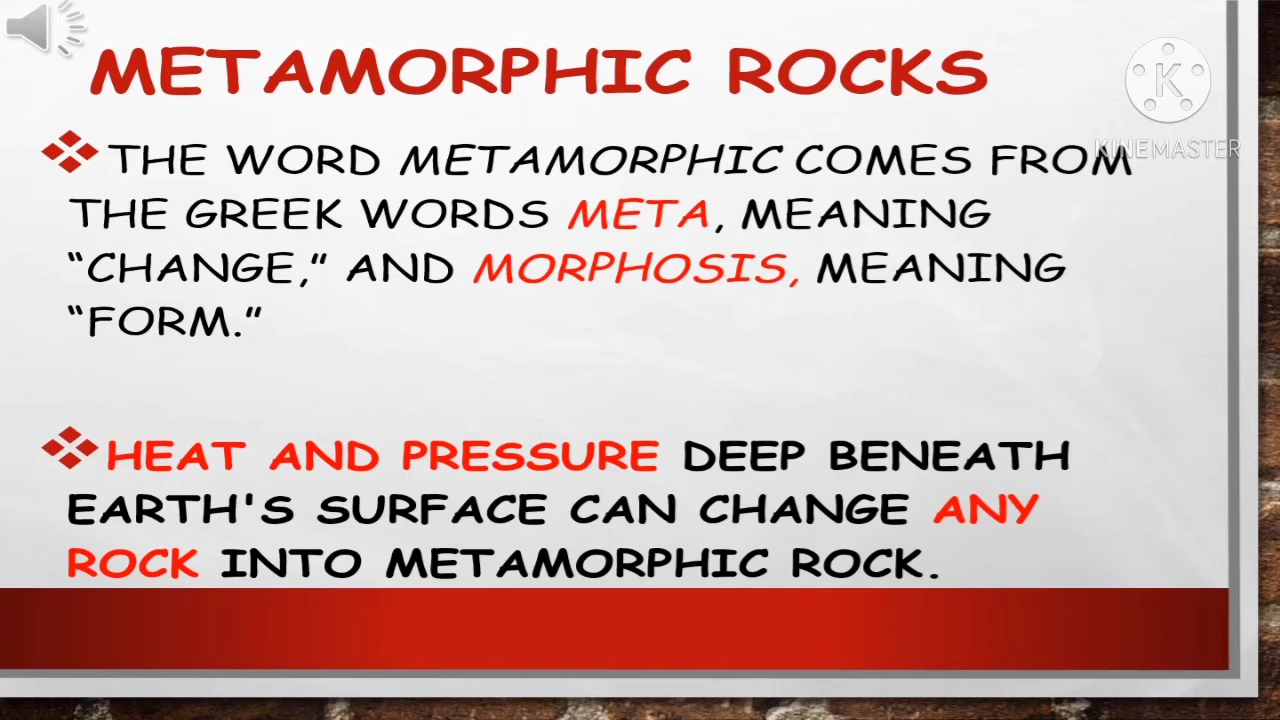 METAMORPHIC ROCKS
K
KINEMASTER
THE WORD METAMORPHIC COMES FROM
THE GREEK WORDS META, MEANING
“CHANGE,” AND MORPHOSIS, MEANING
“FORM.”
HEAT AND PRESSURE DEEP BENEATH
EARTH'S SURFACE CAN CHANGE ANY
ROCK INTO METAMORPHIC ROCK.